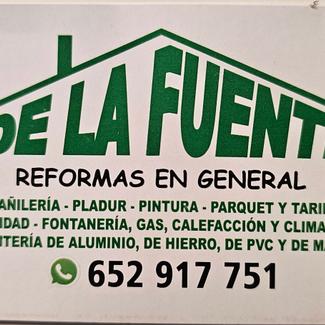 DE LA FUENTE
REFORMAS EN GENERAL
AÑILERÍA - PLADUR - PINTURA - PARQUET Y TARI
IDAD - FONTANERÍA, GAS, CALEFACCIÓN Y CLIMA
NTERÍA DE ALUMINIO, DE HIERRO, DE PVC Y DE MA
652 917 751